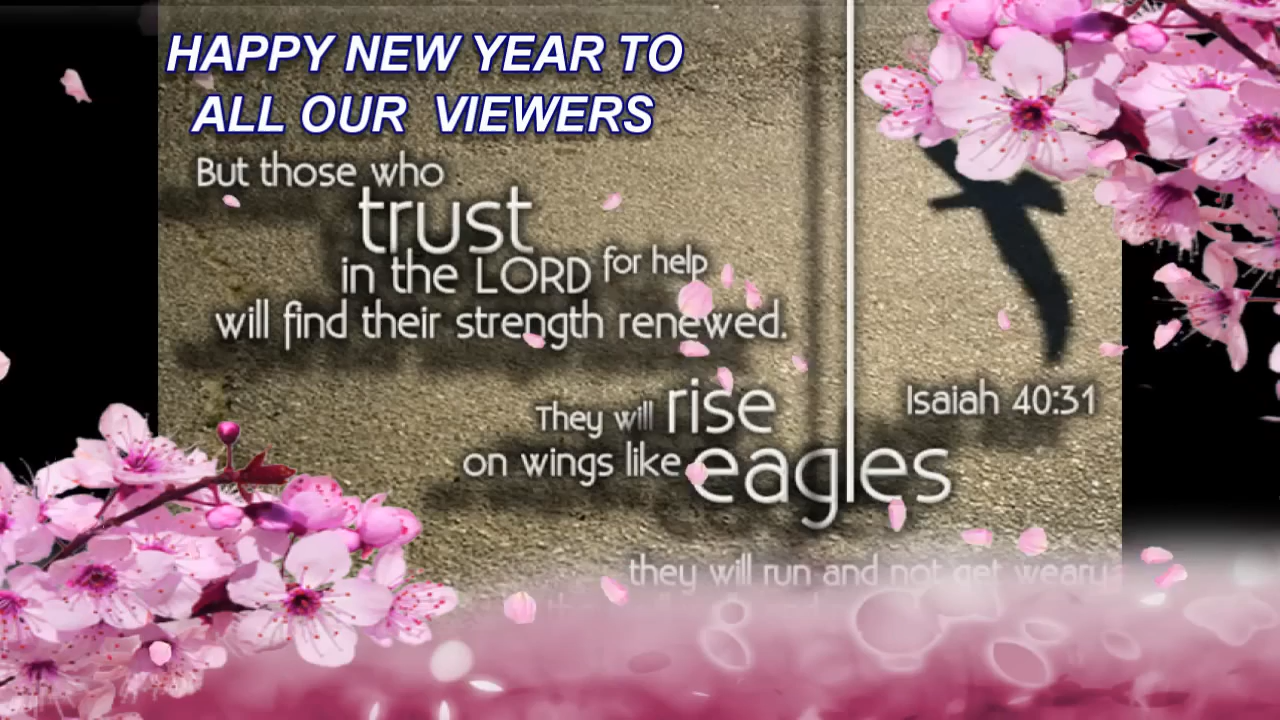 HAPPY NEW YEAR TO
ALL OUR VIEWERS
But those who
trust
in the LORD for help
will find their strength renewed.
They will rise
on wings like eagles
Isaiah 40:31
they will run and not get weary